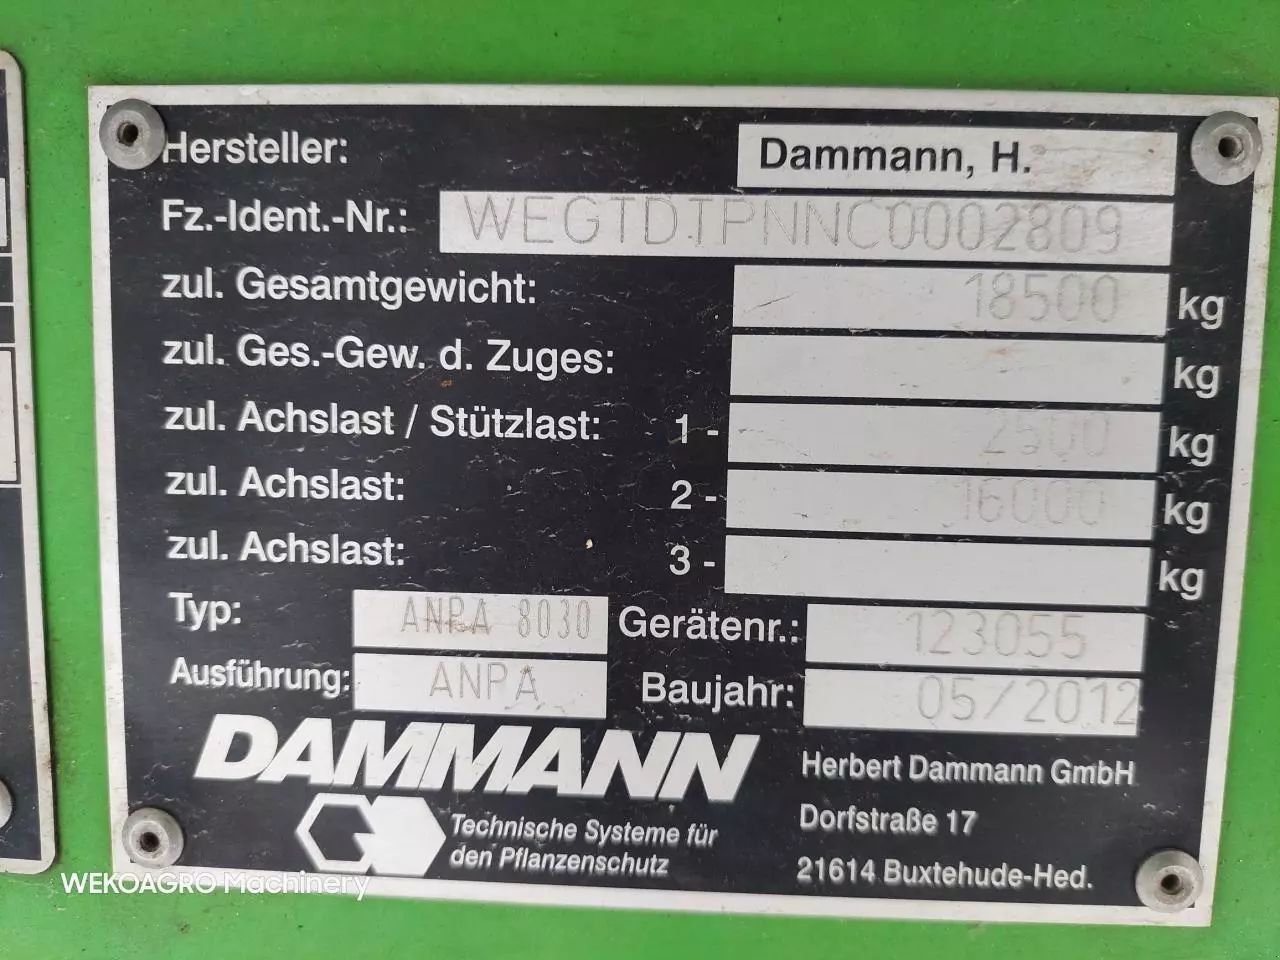 Hersteller: Dammann, H.
Fz.-Ident.-Nr.: WEGTDTPNNC0002809
zul. Gesamtgewicht: 18500 kg
zul. Ges.-Gew. d. Zuges: kg
zul. Achslast / Stützlast: 1 - 2500 kg
zul. Achslast: 2 - 16000 kg
zul. Achslast: 3 - kg
Typ: ANPA 8030 Gerätenr.: 123055
Ausführung: ANPA Baujahr: 05/2012
DAMMANN
Technische Systeme für
den Pflanzenschutz
Herbert Dammann GmbH
Dorfstraße 17
21614 Buxtehude-Hed.
WEKOAGRO Machinery